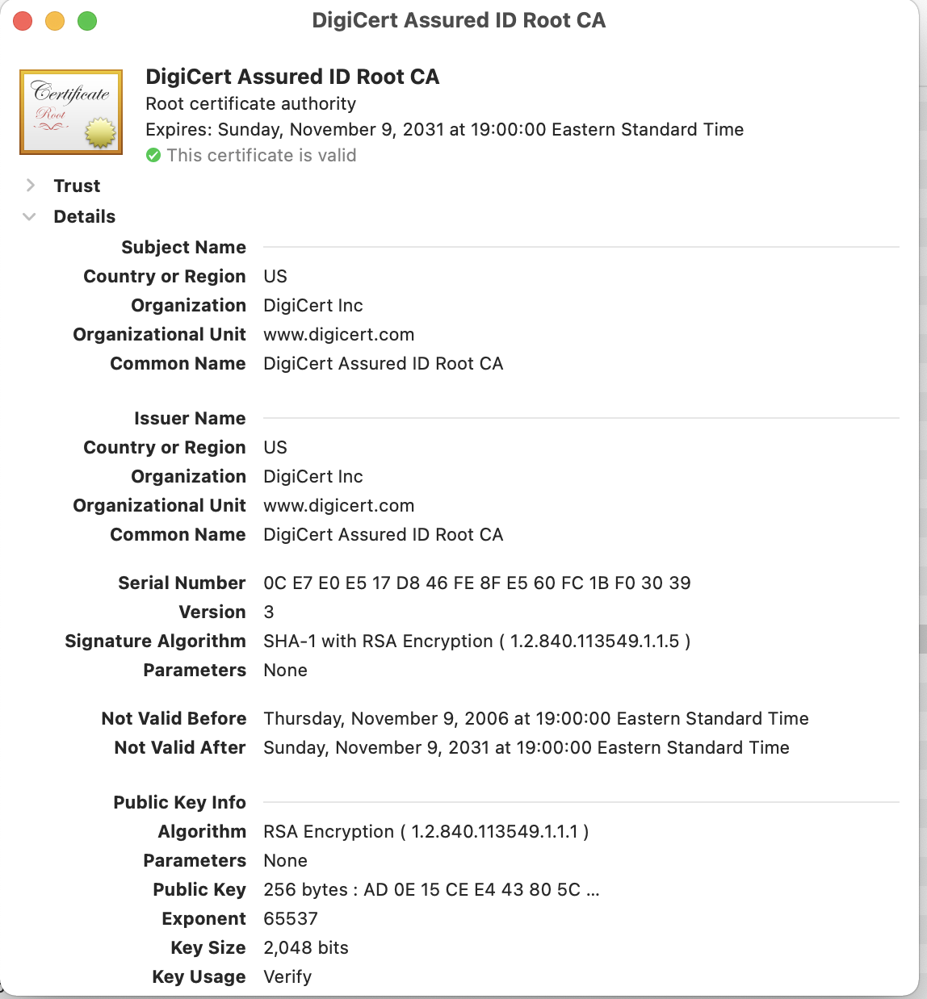 DigiCert Assured ID Root CA
Certificate
Root
DigiCert Assured ID Root CA
Root certificate authority
Expires: Sunday, November 9, 2031 at 19:00:00 Eastern Standard Time
This certificate is valid
Trust
Details
Subject Name
Country or Region US
Organization DigiCert Inc
Organizational Unit www.digicert.com
Common Name DigiCert Assured ID Root CA
Issuer Name
Country or Region US
Organization DigiCert Inc
Organizational Unit www.digicert.com
Common Name DigiCert Assured ID Root CA
Serial Number 0C E7 E0 E5 17 D8 46 FE 8F E5 60 FC 1B F0 30 39
Version 3
Signature Algorithm SHA-1 with RSA Encryption ( 1.2.840.113549.1.1.5 )
Parameters None
Not Valid Before Thursday, November 9, 2006 at 19:00:00 Eastern Standard Time
Not Valid After Sunday, November 9, 2031 at 19:00:00 Eastern Standard Time
Public Key Info
Algorithm RSA Encryption ( 1.2.840.113549.1.1.1 )
Parameters None
Public Key 256 bytes : AD 0E 15 CE E4 43 80 5C ...
Exponent 65537
Key Size 2,048 bits
Key Usage Verify